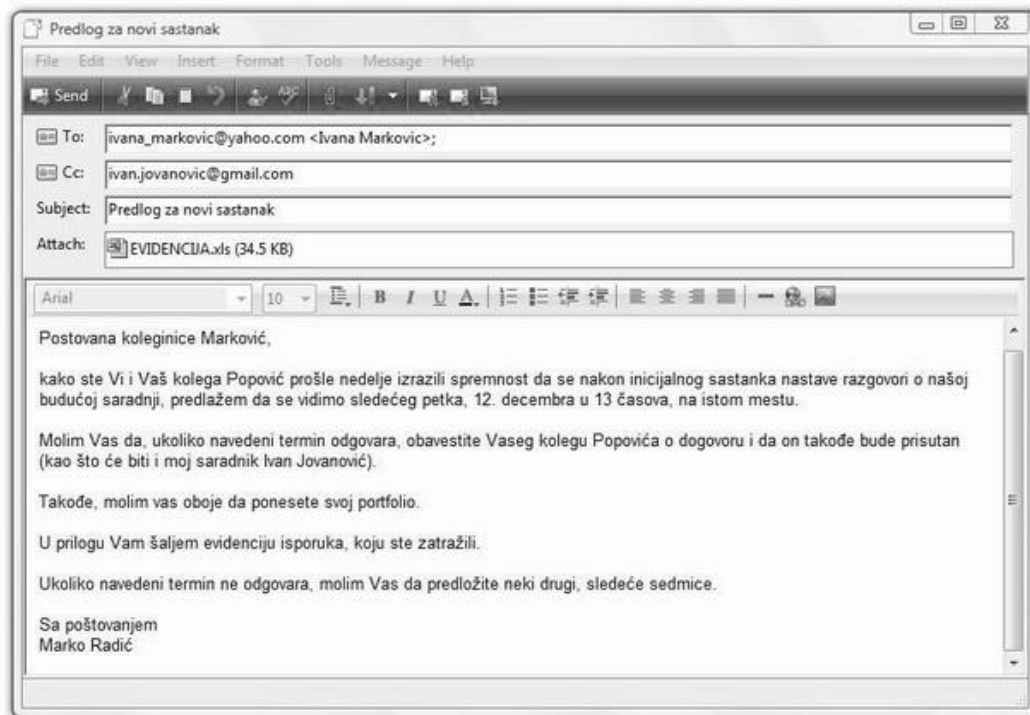 Predlog za novi sastanak
File Edit View Insert Format Tools Message Help
Send
To: ivana_markovic@yahoo.com <Ivana Markovic>;
Cc: ivan.jovanovic@gmail.com
Subject: Predlog za novi sastanak
Attach: EVIDENCIJA.xls (34.5 KB)
Arial 10 B I U A
Postovana koleginice Marković,
kako ste Vi i Vaš kolega Popović prošle nedelje izrazili spremnost da se nakon inicijalnog sastanka nastave razgovori o našoj
budućoj saradnji, predlažem da se vidimo sledećeg petka, 12. decembra u 13 časova, na istom mestu.
Molim Vas da, ukoliko navedeni termin odgovara, obavestite Vaseg kolegu Popovića o dogovoru i da on takođe bude prisutan
(kao što će biti i moj saradnik Ivan Jovanović).
Takođe, molim vas oboje da ponesete svoj portfolio.
U prilogu Vam šaljem evidenciju isporuka, koju ste zatražili.
Ukoliko navedeni termin ne odgovara, molim Vas da predložite neki drugi, sledeće sedmice.
Sa poštovanjem
Marko Radić